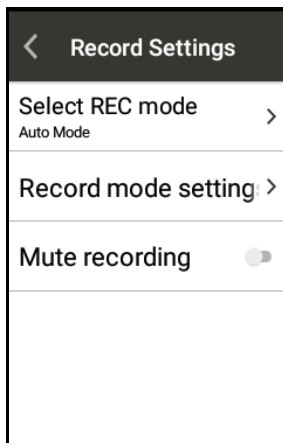 Record Settings
Select REC mode
Auto Mode
Record mode setting
Mute recording